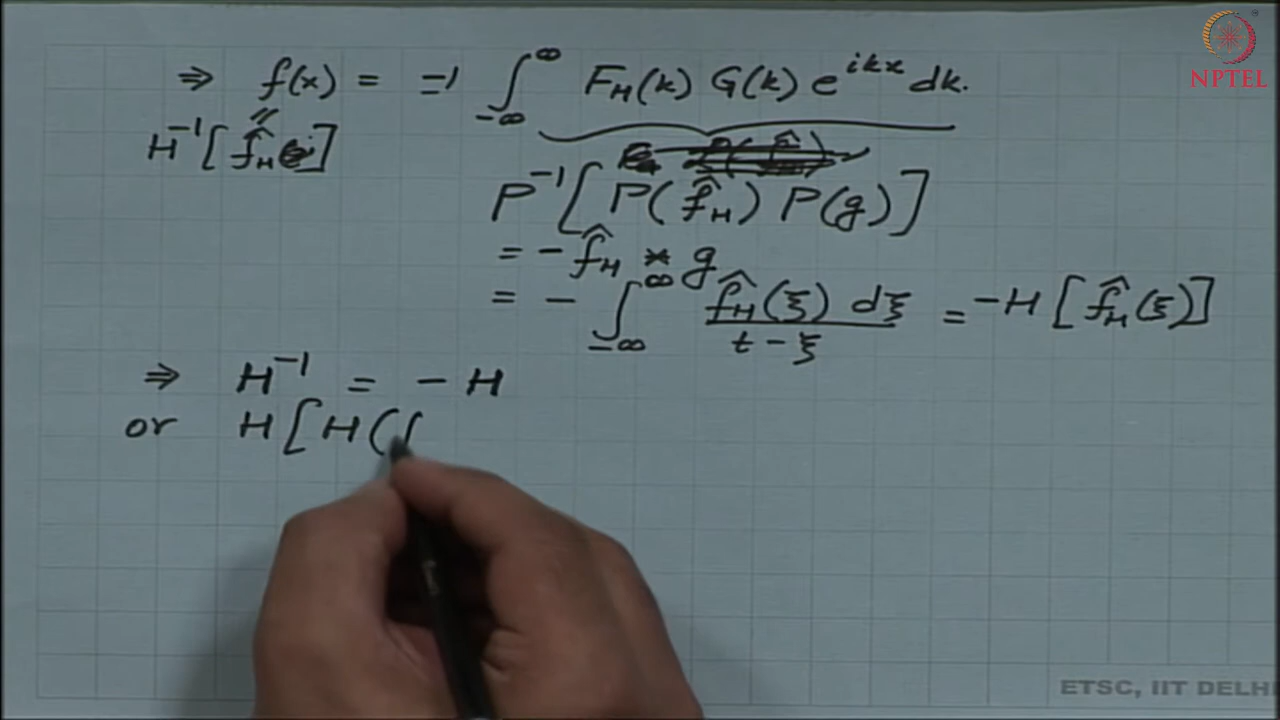 NPTEL
⇒ f(x) = -1 ∫_{-∞}^{∞} F_H(k) G(k) e^{ikx} dk.
H^{-1}[f̂_H]
P^{-1}[P(f̂_H) P(g)]
= - f̂_H * g
= - ∫_{-∞}^{∞} f̂_H(ξ) dξ / (t - ξ) = -H[f̂_H(ξ)]
⇒ H^{-1} = - H
or H[H(f
ETSC, IIT DELHI